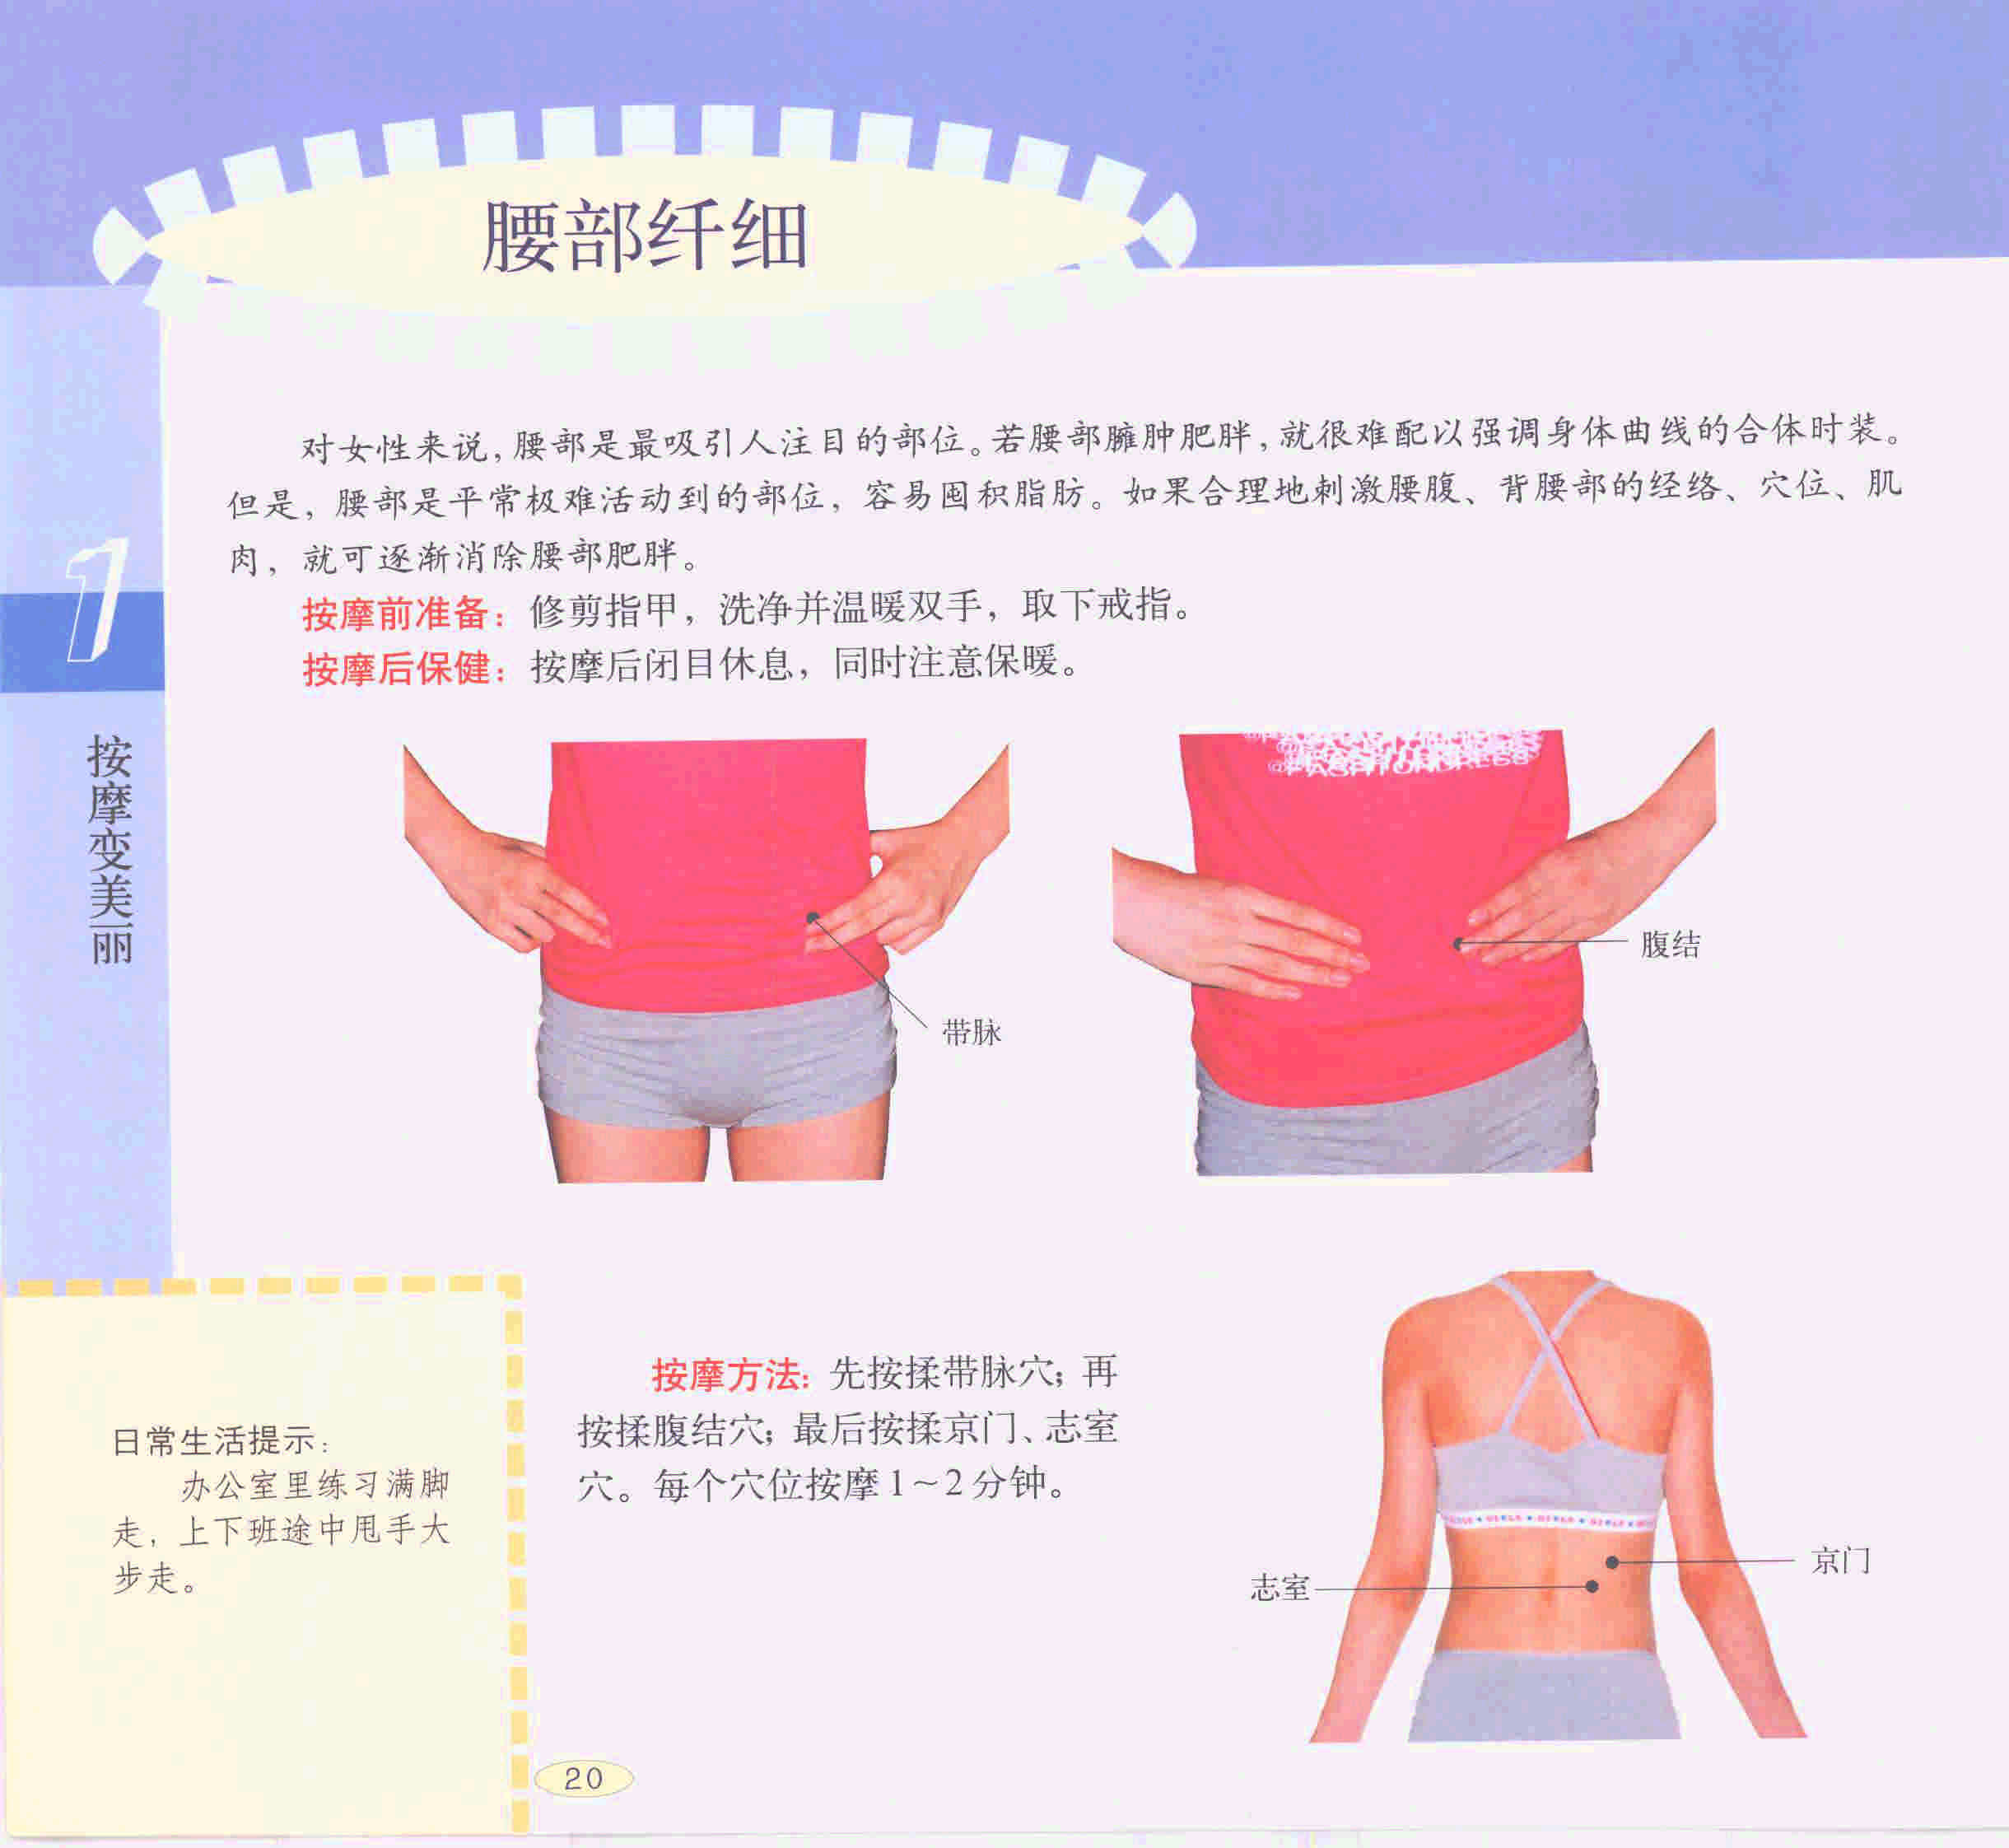 腰部纤细
对女性来说，腰部是最吸引人注目的部位。若腰部臃肿肥胖，就很难配以强调身体曲线的合体时装。
但是，腰部是平常极难活动到的部位，容易囤积脂肪。如果合理地刺激腰腹、背腰部的经络、穴位、肌
肉，就可逐渐消除腰部肥胖。
按摩前准备：修剪指甲，洗净并温暖双手，取下戒指。
按摩后保健：按摩后闭目休息，同时注意保暖。
1
按摩变美丽
带脉
腹结
按摩方法：先按揉带脉穴；再
按揉腹结穴；最后按揉京门、志室
穴。每个穴位按摩1～2分钟。
京门
志室
日常生活提示：
办公室里练习满脚
走，上下班途中甩手大
步走。
20